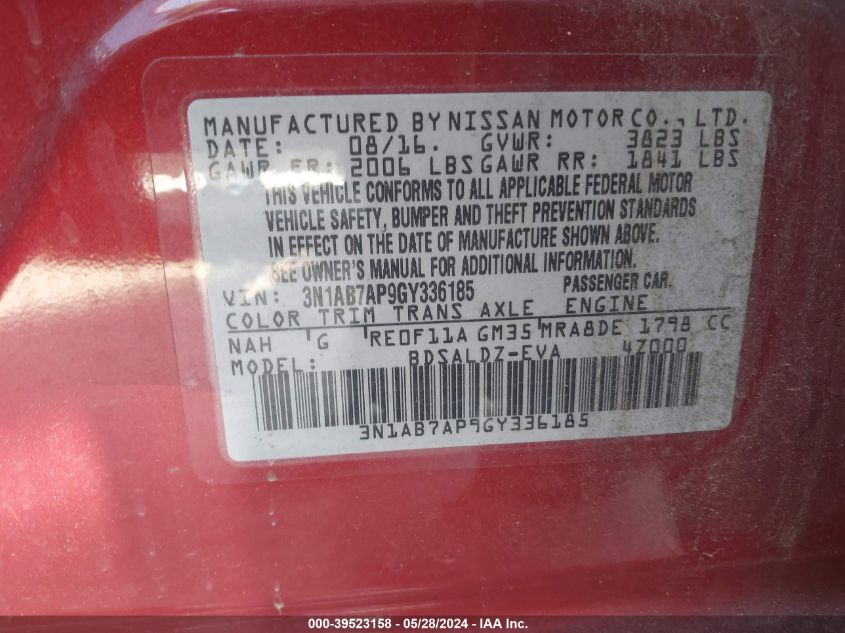 MANUFACTURED BY NISSAN MOTOR CO., LTD.
DATE: 08/16. GVWR: 3823 LBS
GAWR FR: 2006 LBS GAWR RR: 1841 LBS
THIS VEHICLE CONFORMS TO ALL APPLICABLE FEDERAL MOTOR
VEHICLE SAFETY, BUMPER AND THEFT PREVENTION STANDARDS
IN EFFECT ON THE DATE OF MANUFACTURE SHOWN ABOVE.
SEE OWNER'S MANUAL FOR ADDITIONAL INFORMATION.
VIN: 3N1AB7AP9GY336185 PASSENGER CAR.
COLOR TRIM TRANS AXLE ENGINE
NAH G RE0F11A GM35 MRA8DE 1798 CC
MODEL: BDSALDZ-EVA 4Z000
3N1AB7AP9GY336185
000-39523158 - 05/28/2024 - IAA Inc.